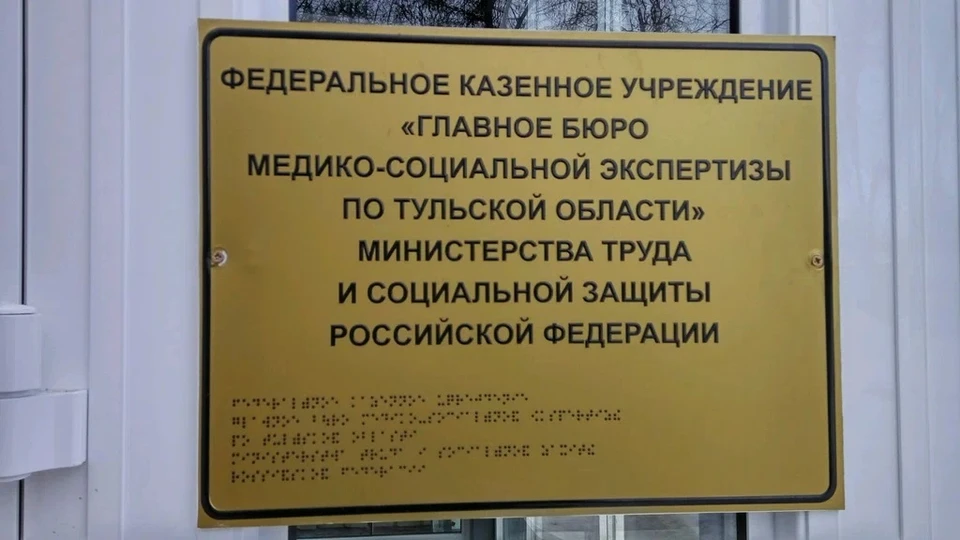 ФЕДЕРАЛЬНОЕ КАЗЕННОЕ УЧРЕЖДЕНИЕ
«ГЛАВНОЕ БЮРО
МЕДИКО-СОЦИАЛЬНОЙ ЭКСПЕРТИЗЫ
ПО ТУЛЬСКОЙ ОБЛАСТИ»
МИНИСТЕРСТВА ТРУДА
И СОЦИАЛЬНОЙ ЗАЩИТЫ
РОССИЙСКОЙ ФЕДЕРАЦИИ